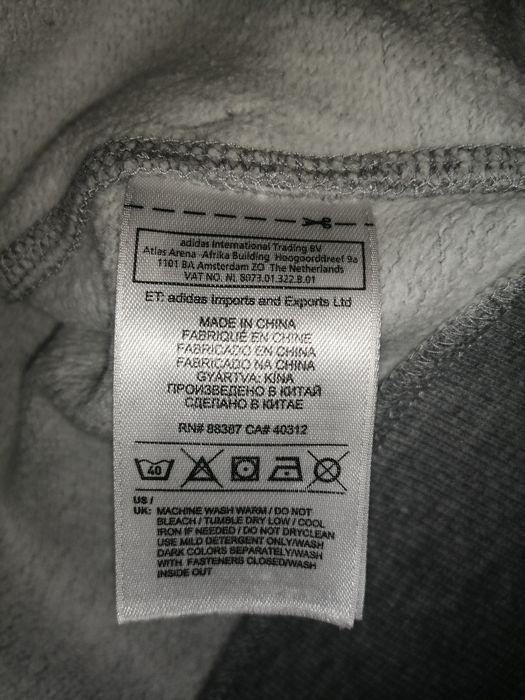 adidas International Trading BV
Atlas Arena Afrika Building Hoogoorddreef 9a
1101 BA Amsterdam ZO The Netherlands
VAT NO. NL 8073.01.322.B.01
ET: adidas Imports and Exports Ltd
MADE IN CHINA
FABRIQUÉ EN CHINE
FABRICADO EN CHINA
FABRICADO NA CHINA
GYÁRTVA: KÍNA
ПРОИЗВЕДЕНО В КИТАЙ
СДЕЛАНО В КИТАЕ
RN# 88387 CA# 40312
40
US /
UK: MACHINE WASH WARM / DO NOT
BLEACH / TUMBLE DRY LOW / COOL
IRON IF NEEDED / DO NOT DRYCLEAN
USE MILD DETERGENT ONLY/WASH
DARK COLORS SEPARATELY/WASH
WITH FASTENERS CLOSED/WASH
INSIDE OUT